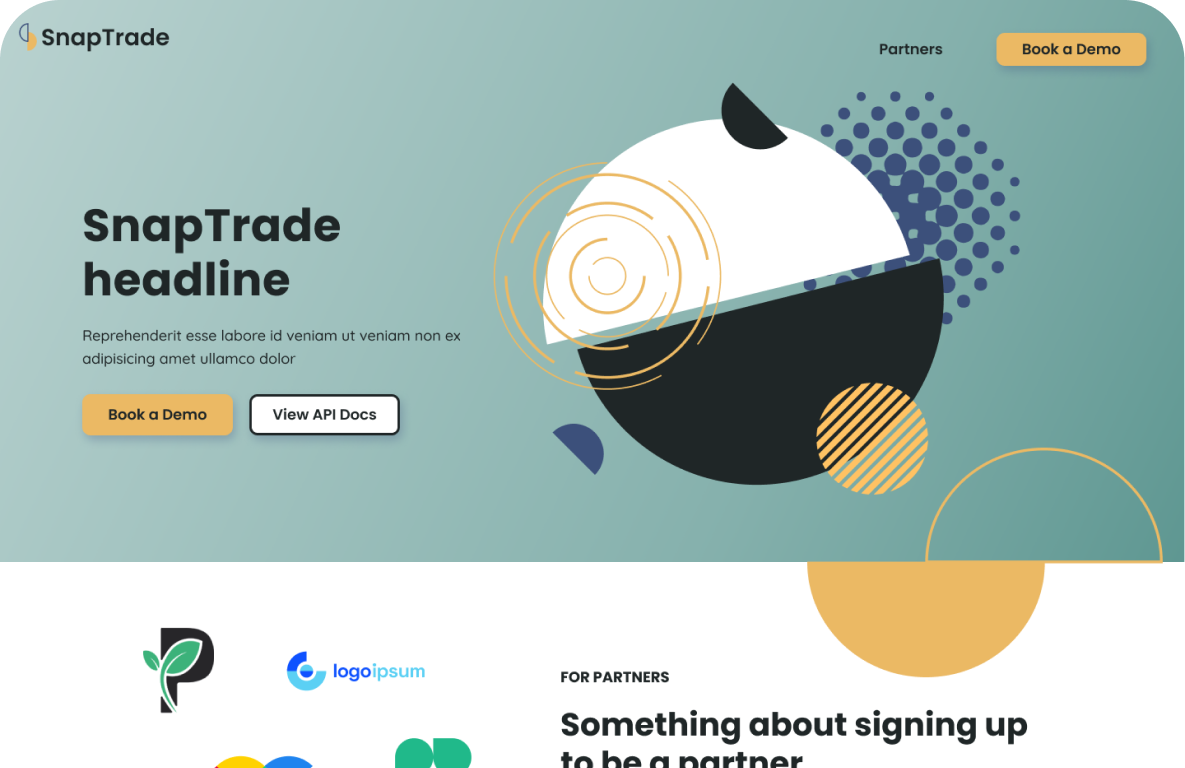 SnapTrade
Partners
Book a Demo
SnapTrade
headline
Reprehenderit esse labore id veniam ut veniam non ex
adipisicing amet ullamco dolor
Book a Demo
View API Docs
logoipsum
FOR PARTNERS
Something about signing up
to be a partner